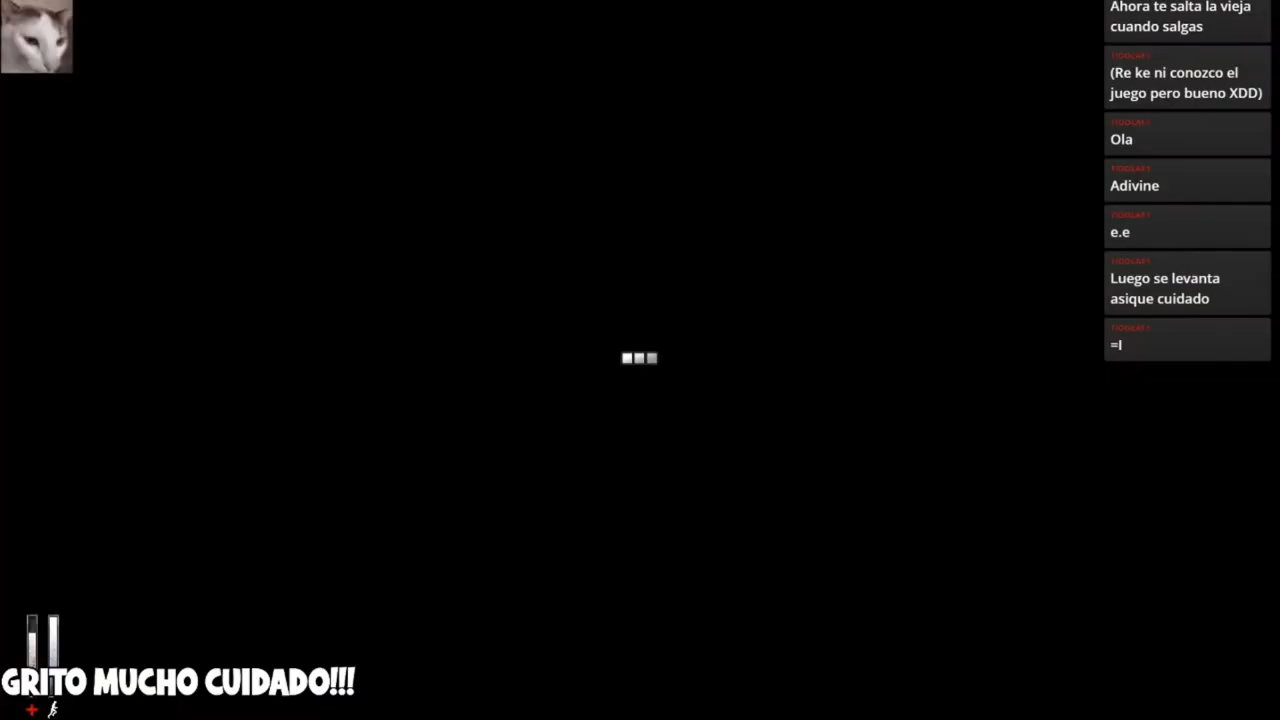 Ahora te salta la vieja
cuando salgas
(Re ke ni conozco el
juego pero bueno XDD)
Ola
Adivine
e.e
Luego se levanta
asique cuidado
=I
GRITO MUCHO CUIDADO!!!